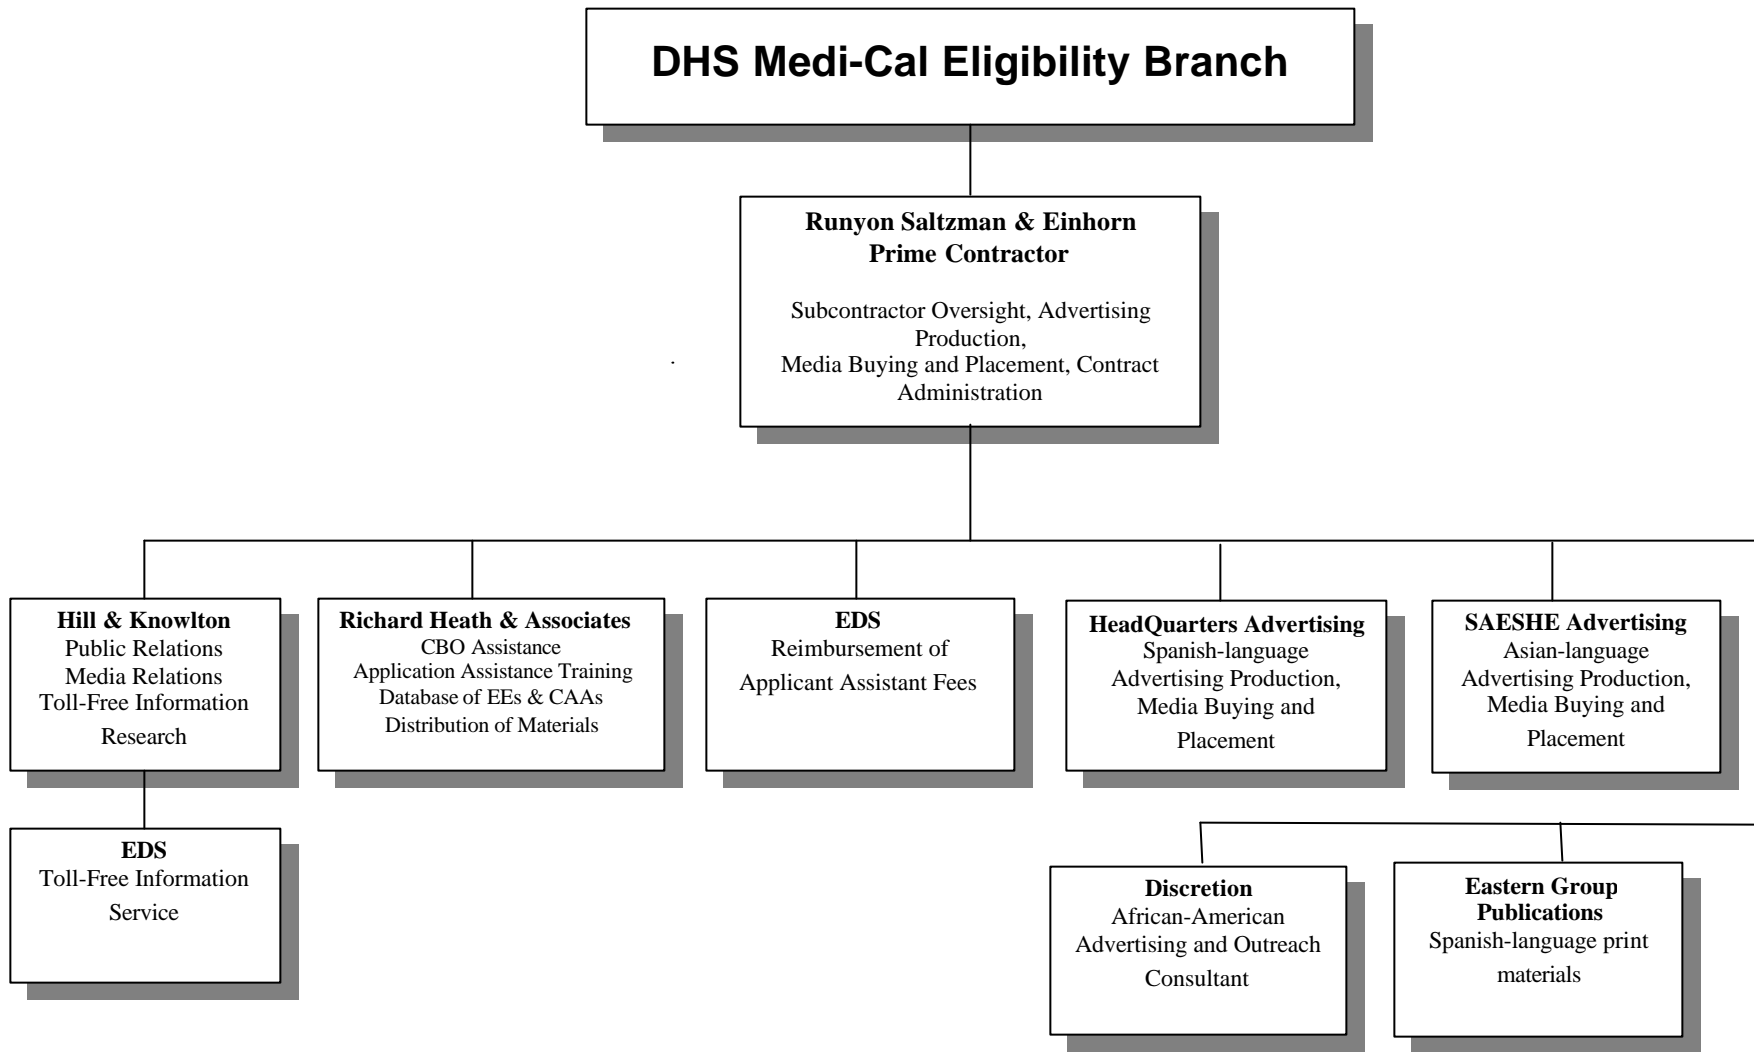 DHS Medi-Cal Eligibility Branch
Runyon Saltzman & Einhorn
Prime Contractor
Subcontractor Oversight, Advertising
Production,
Media Buying and Placement, Contract
Administration
Hill & Knowlton
Public Relations
Media Relations
Toll-Free Information
Research
Richard Heath & Associates
CBO Assistance
Application Assistance Training
Database of EEs & CAAs
Distribution of Materials
EDS
Reimbursement of
Applicant Assistant Fees
HeadQuarters Advertising
Spanish-language
Advertising Production,
Media Buying and
Placement
SAESHE Advertising
Asian-language
Advertising Production,
Media Buying and
Placement
EDS
Toll-Free Information
Service
Discretion
African-American
Advertising and Outreach
Consultant
Eastern Group
Publications
Spanish-language print
materials